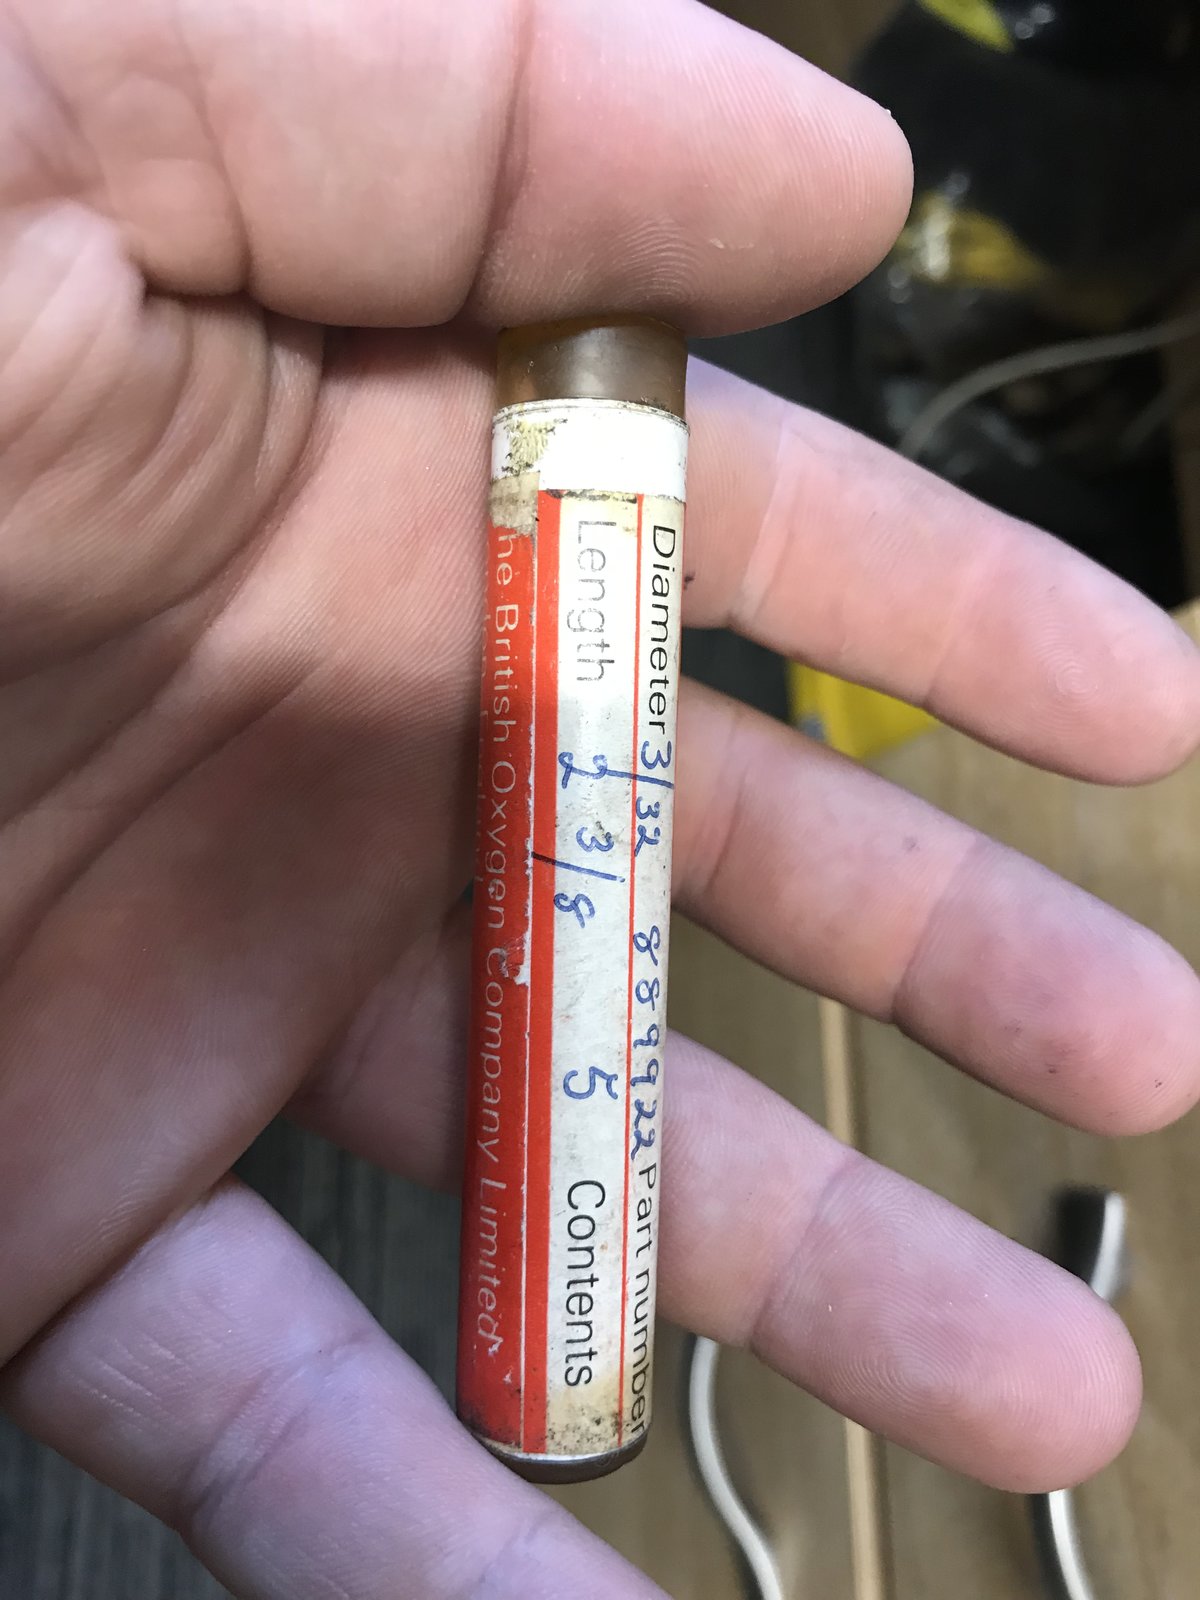 Diameter 3/32 889922 Part number
Length 2 3/8 5 Contents
he British Oxygen Company Limited